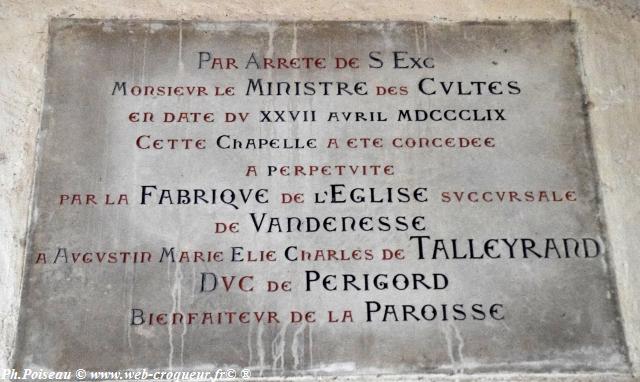 PAR ARRETE DE S EXC
MONSIEVR LE MINISTRE DES CVLTES
EN DATE DV XXVII AVRIL MDCCCLIX
CETTE CHAPELLE A ETE CONCEDEE
A PERPETVITE
PAR LA FABRIQVE DE L'EGLISE SVCCVRSALE
DE VANDENESSE
A AVGVSTIN MARIE ELIE CHARLES DE TALLEYRAND
DVC DE PERIGORD
BIENFAITEVR DE LA PAROISSE
Ph.Poiseau ©www-web-croqueur.fr©®